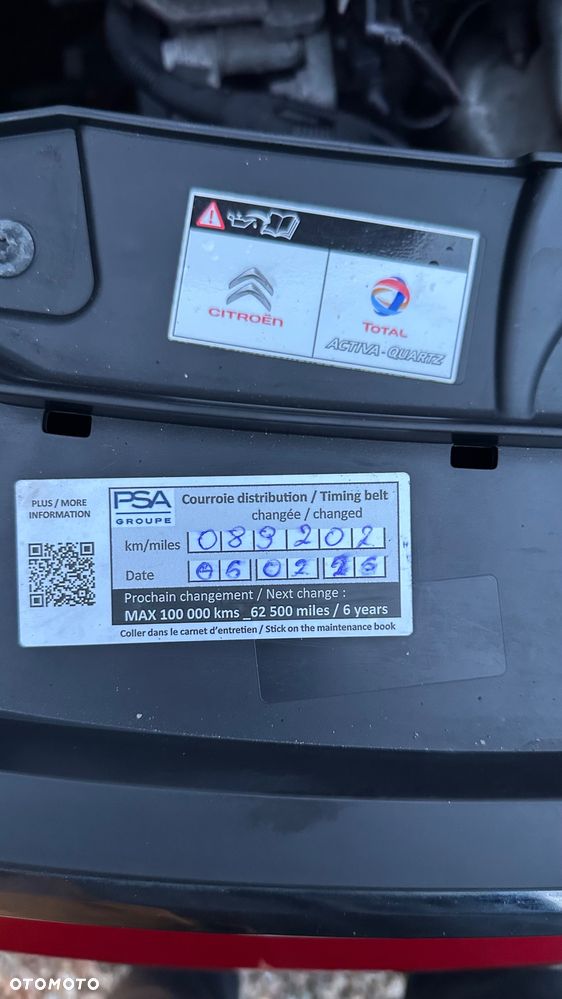 CITROËN
TOTAL
ACTIVA - QUARTZ
PLUS / MORE
INFORMATION
PSA
GROUPE
Courroie distribution / Timing belt
changée / changed
km/miles 089202
Date
Prochain changement / Next change :
MAX 100 000 kms _62 500 miles / 6 years
Coller dans le carnet d'entretien / Stick on the maintenance book
OTOMOTO